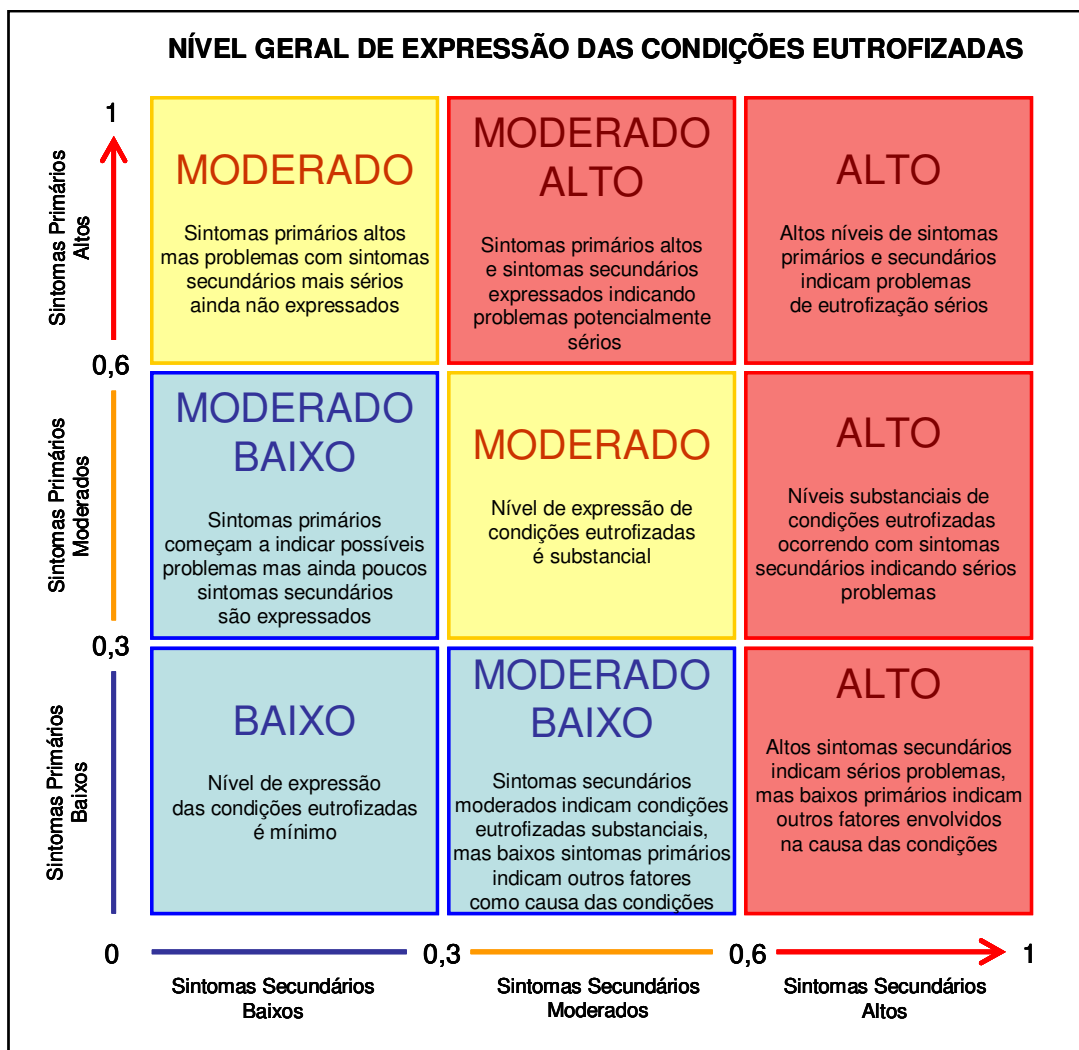 NÍVEL GERAL DE EXPRESSÃO DAS CONDIÇÕES EUTROFIZADAS
1
Sintomas Primários
Altos
MODERADO
Sintomas primários altos
mas problemas com sintomas
secundários mais sérios
ainda não expressados
MODERADO
ALTO
Sintomas primários altos
e sintomas secundários
expressados indicando
problemas potencialmente
sérios
ALTO
Altos níveis de sintomas
primários e secundários
indicam problemas
de eutrofização sérios
0,6
Sintomas Primários
Moderados
MODERADO
BAIXO
Sintomas primários
começam a indicar possíveis
problemas mas ainda poucos
sintomas secundários
são expressados
MODERADO
Nível de expressão de
condições eutrofizadas
é substancial
ALTO
Níveis substanciais de
condições eutrofizadas
ocorrendo com sintomas
secundários indicando sérios
problemas
0,3
Sintomas Primários
Baixos
BAIXO
Nível de expressão
das condições eutrofizadas
é mínimo
MODERADO
BAIXO
Sintomas secundários
moderados indicam condições
eutrofizadas substanciais,
mas baixos sintomas primários
indicam outros fatores
como causa das condições
ALTO
Altos sintomas secundários
indicam sérios problemas,
mas baixos primários indicam
outros fatores envolvidos
na causa das condições
0
0,3
0,6
1
Sintomas Secundários
Baixos
Sintomas Secundários
Moderados
Sintomas Secundários
Altos